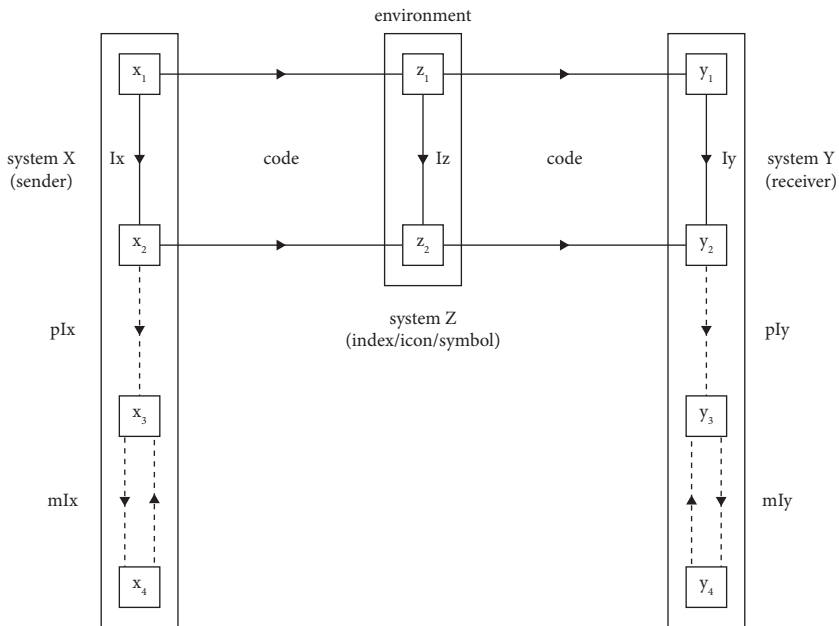 environment
x₁
z₁
y₁
system X
(sender)
Ix
code
Iz
code
Iy
system Y
(receiver)
x₂
z₂
y₂
pIx
system Z
(index/icon/symbol)
pIy
x₃
y₃
mIx
mIy
x₄
y₄